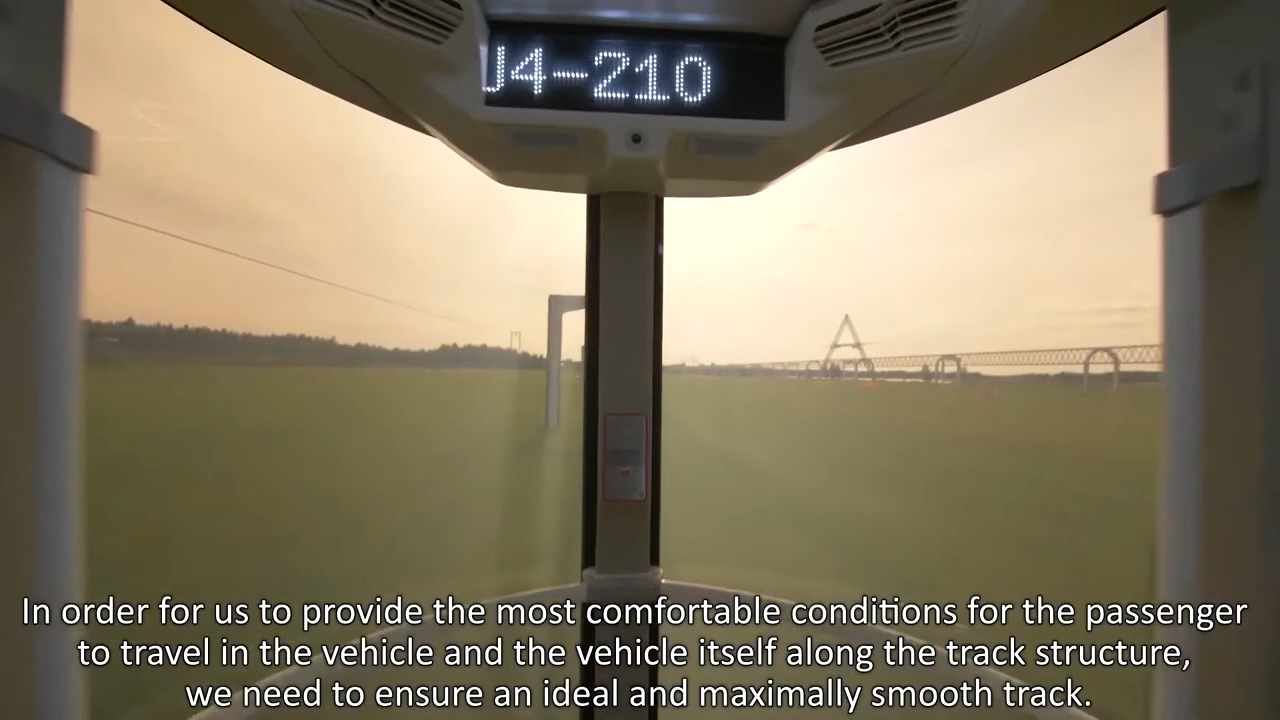 U4-210
In order for us to provide the most comfortable conditions for the passenger
to travel in the vehicle and the vehicle itself along the track structure,
we need to ensure an ideal and maximally smooth track.